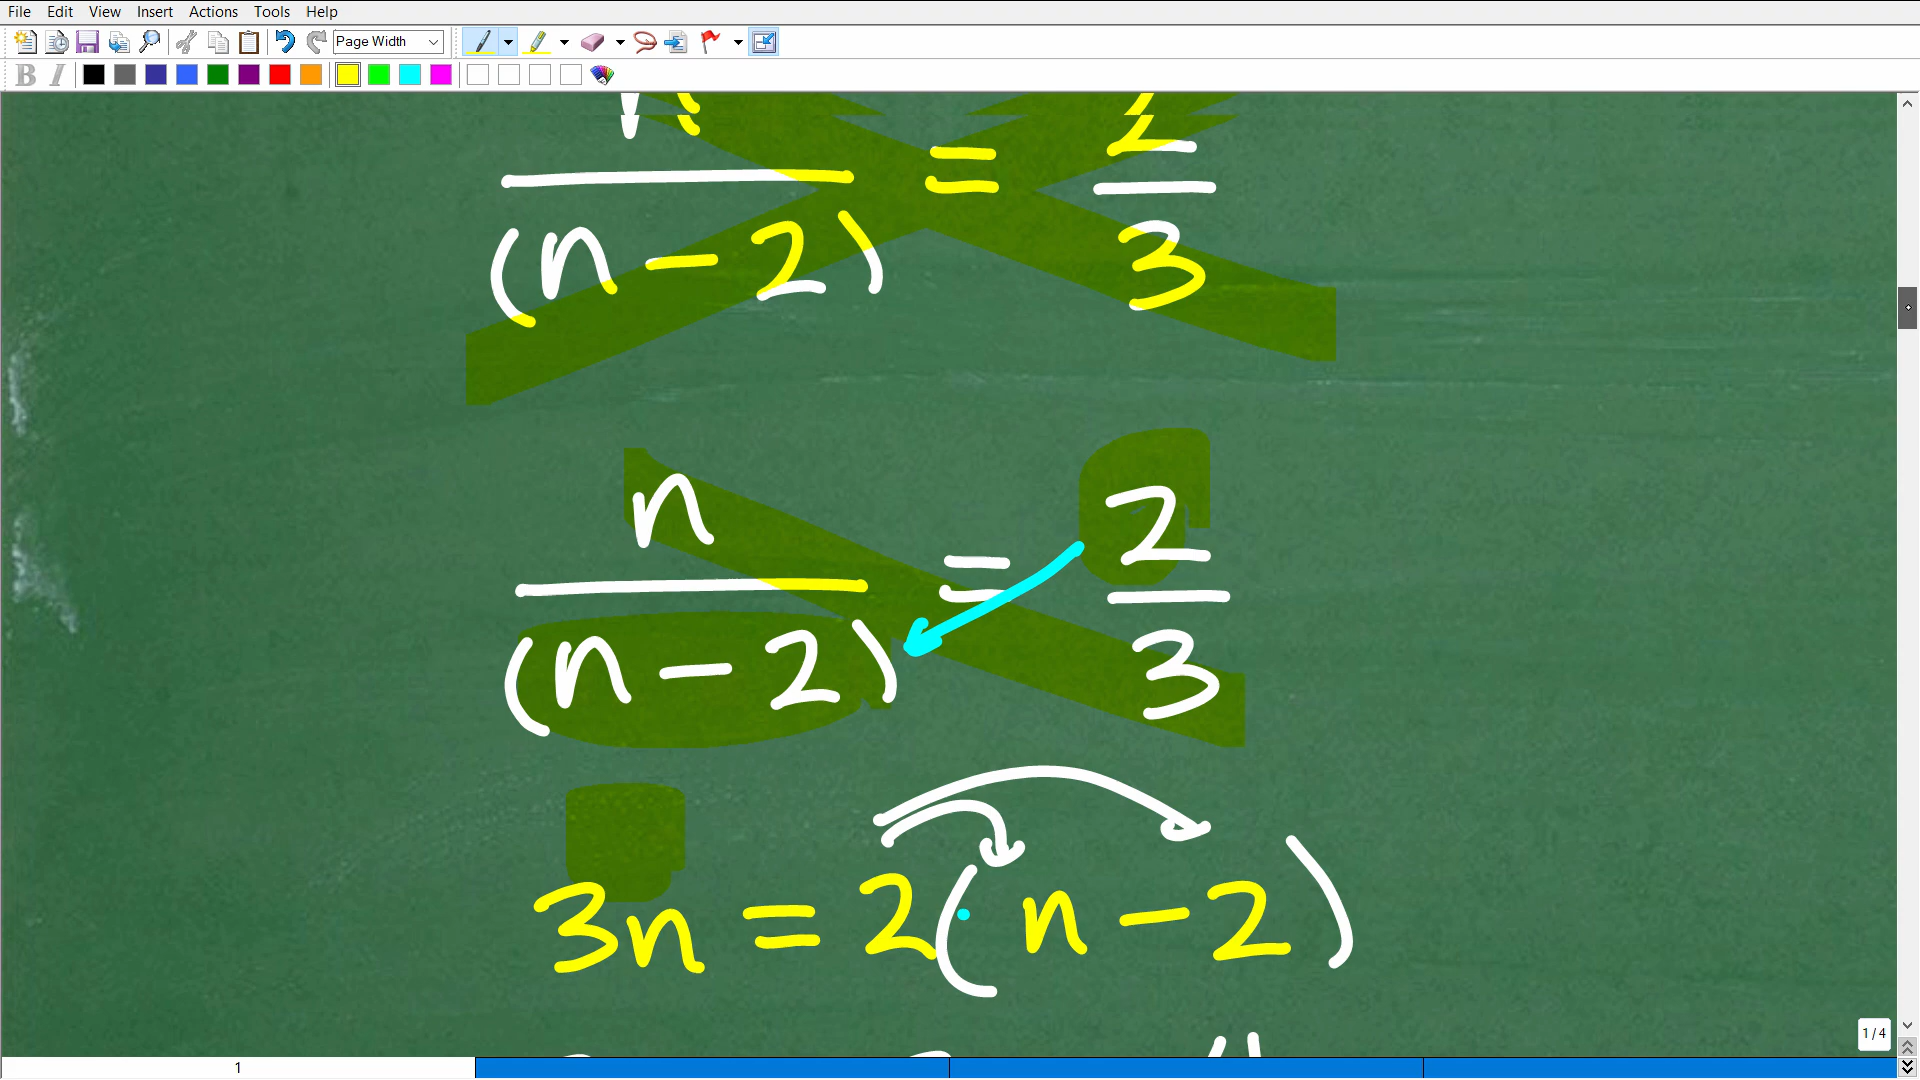 File Edit View Insert Actions Tools Help
Page Width
B I
n 2
= 
(n - 2) 3
n 2
=
(n - 2) 3
3n = 2( n - 2)
1 / 4
1